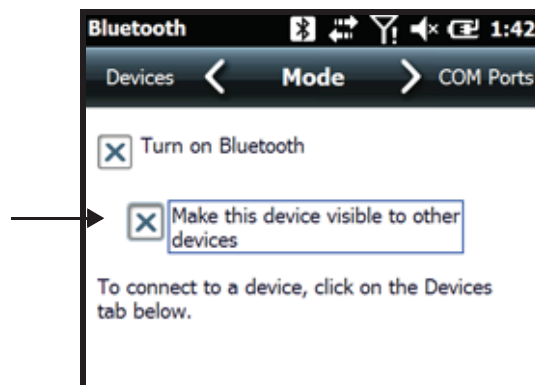 Bluetooth 1:42
Devices Mode COM Ports
Turn on Bluetooth
Make this device visible to other
devices
To connect to a device, click on the Devices
tab below.